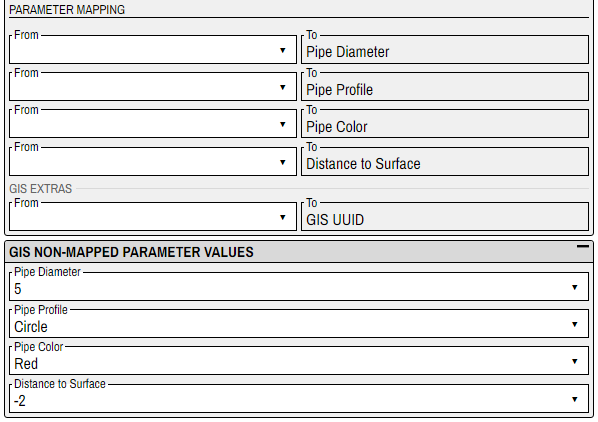 PARAMETER MAPPING
From To
Pipe Diameter
From To
Pipe Profile
From To
Pipe Color
From To
Distance to Surface
GIS EXTRAS
From To
GIS UUID
GIS NON-MAPPED PARAMETER VALUES
Pipe Diameter
5
Pipe Profile
Circle
Pipe Color
Red
Distance to Surface
-2